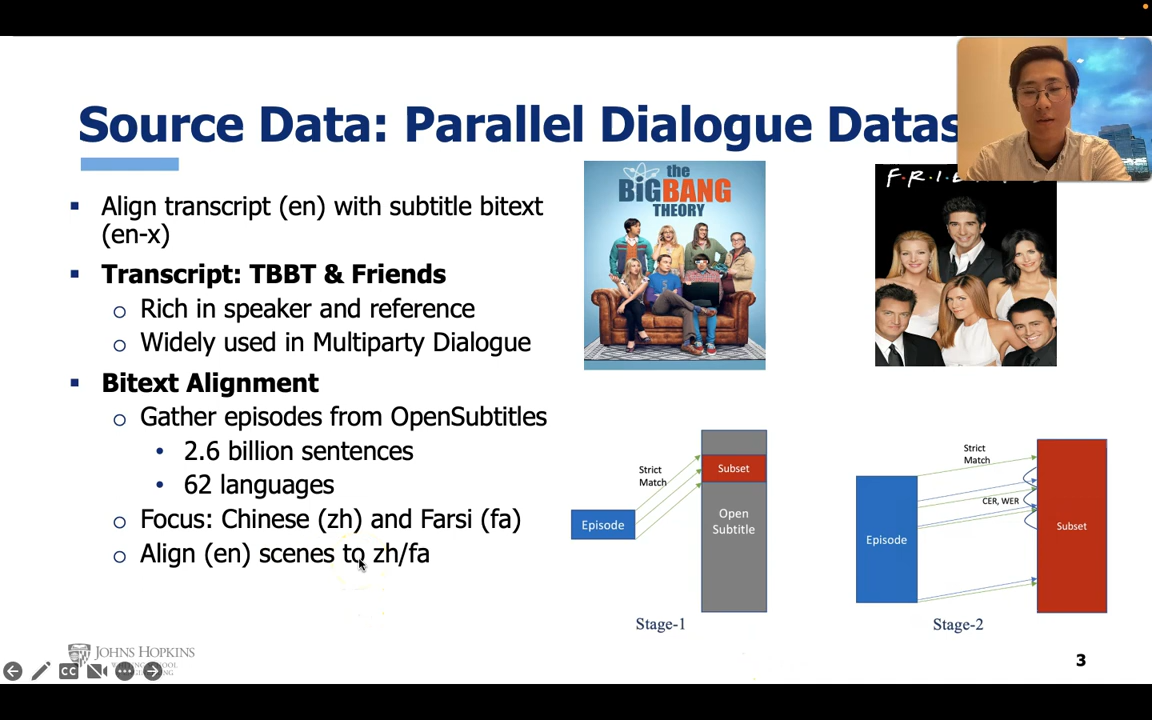 Source Data: Parallel Dialogue Datas
▪ Align transcript (en) with subtitle bitext
(en-x)
▪ Transcript: TBBT & Friends
o Rich in speaker and reference
o Widely used in Multiparty Dialogue
▪ Bitext Alignment
o Gather episodes from OpenSubtitles
• 2.6 billion sentences
• 62 languages
o Focus: Chinese (zh) and Farsi (fa)
o Align (en) scenes to zh/fa
the
BIGBANG
THEORY
F·R·I·E
Strict
Match
Episode
Subset
Open
Subtitle
Stage-1
Strict
Match
CER, WER
Episode
Subset
Stage-2
JOHNS HOPKINS
CC
3